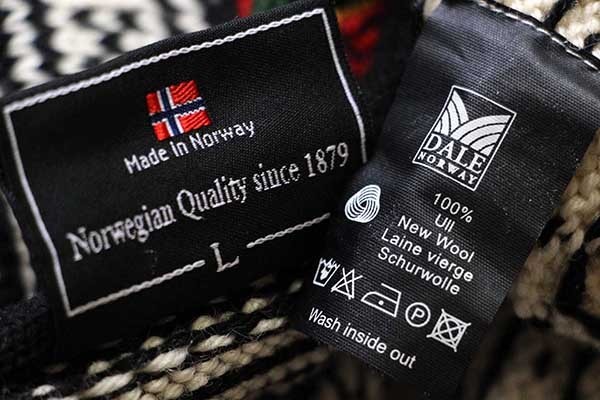 Made in Norway
Norwegian Quality since 1879
L
DALE
NORWAY
100%
Ull
New Wool
Laine vierge
Schurwolle
P
Wash inside out